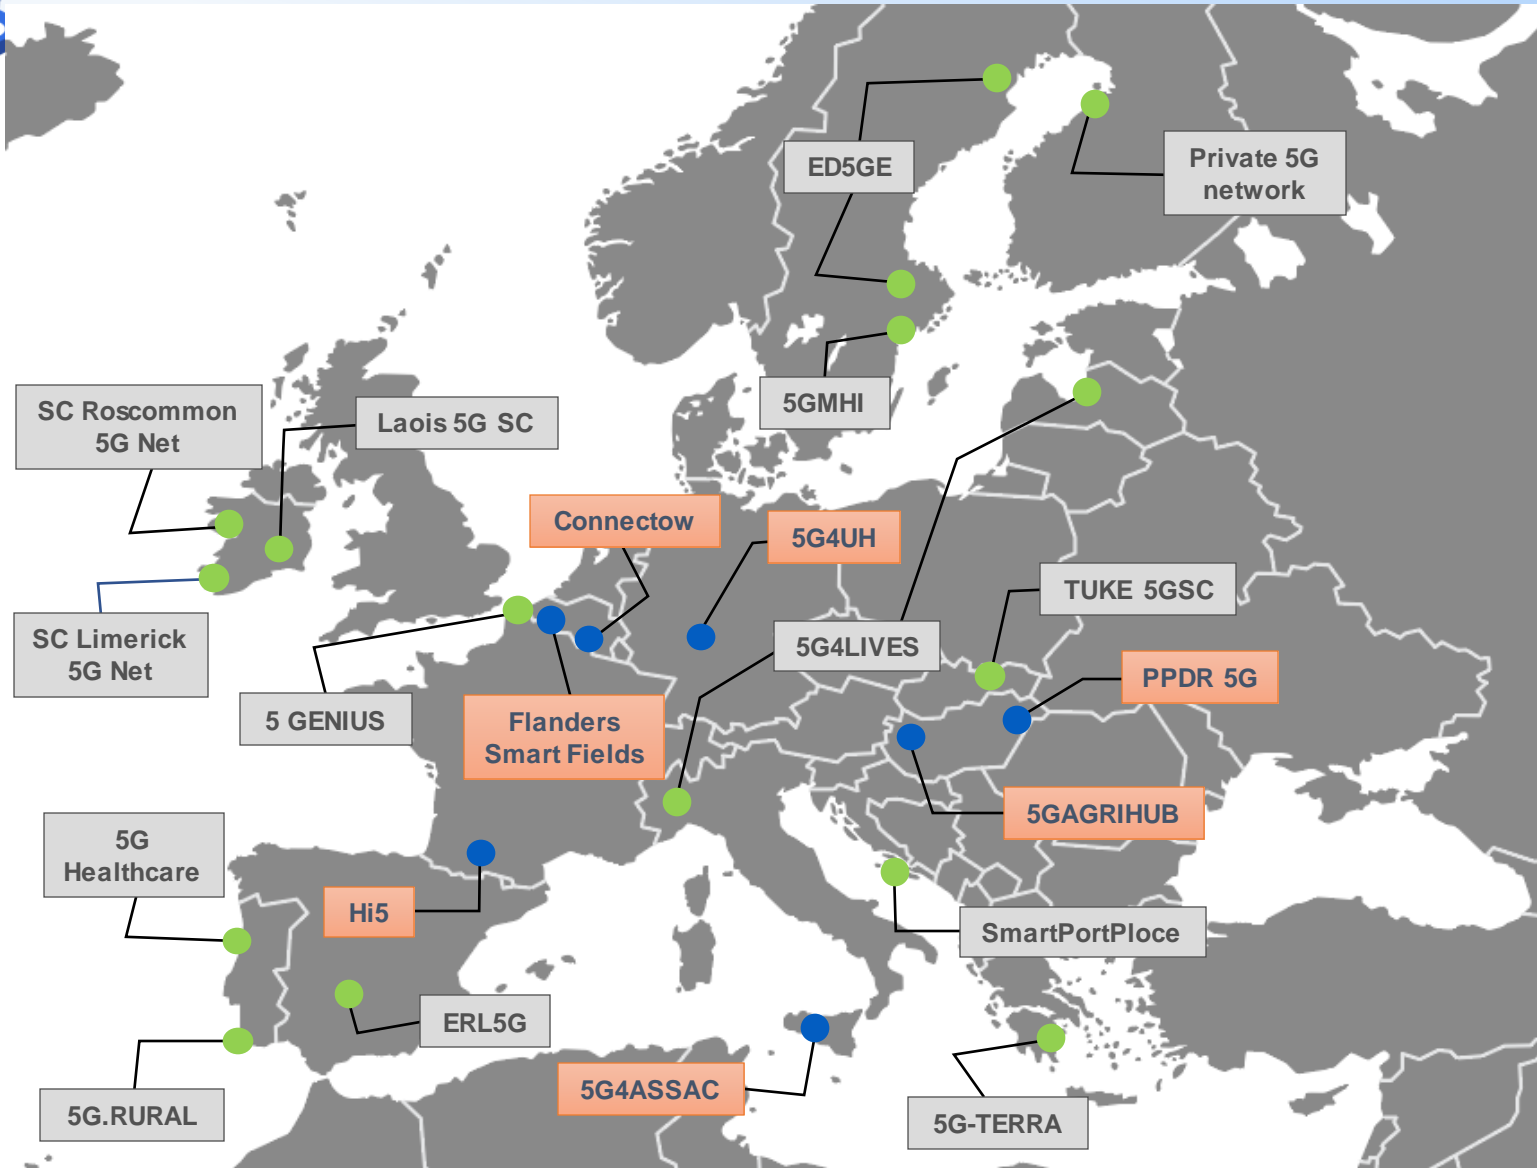 ED5GE
Private 5G
network
5GMHI
SC Roscommon
5G Net
Laois 5G SC
Connectow
5G4UH
TUKE 5GSC
SC Limerick
5G Net
5G4LIVES
PPDR 5G
5 GENIUS
Flanders
Smart Fields
5GAGRIHUB
5G
Healthcare
Hi5
SmartPortPloce
ERL5G
5G4ASSAC
5G.RURAL
5G-TERRA